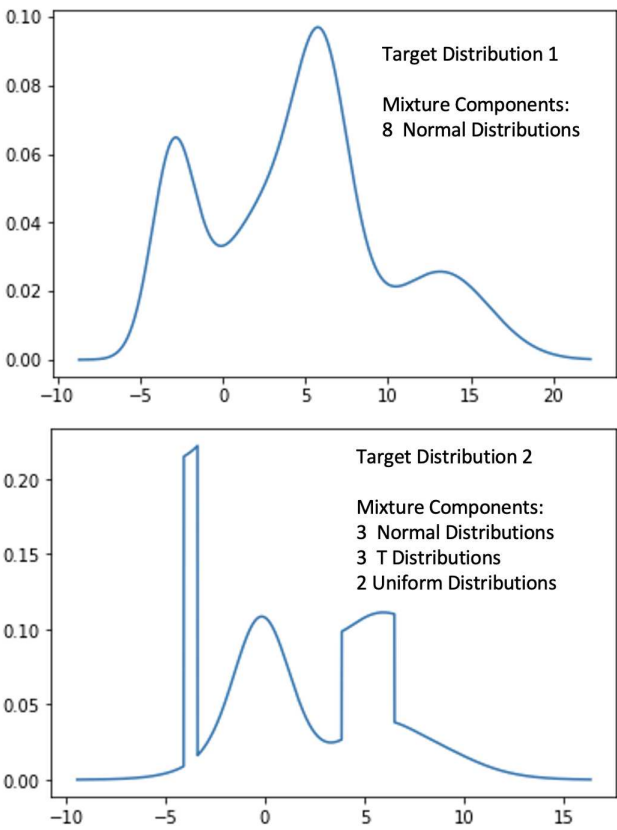 0.10
0.08
0.06
0.04
0.02
0.00
Target Distribution 1
Mixture Components:
8 Normal Distributions
−10 −5 0 5 10 15 20
0.20
0.15
0.10
0.05
0.00
Target Distribution 2
Mixture Components:
3 Normal Distributions
3 T Distributions
2 Uniform Distributions
−10 −5 0 5 10 15